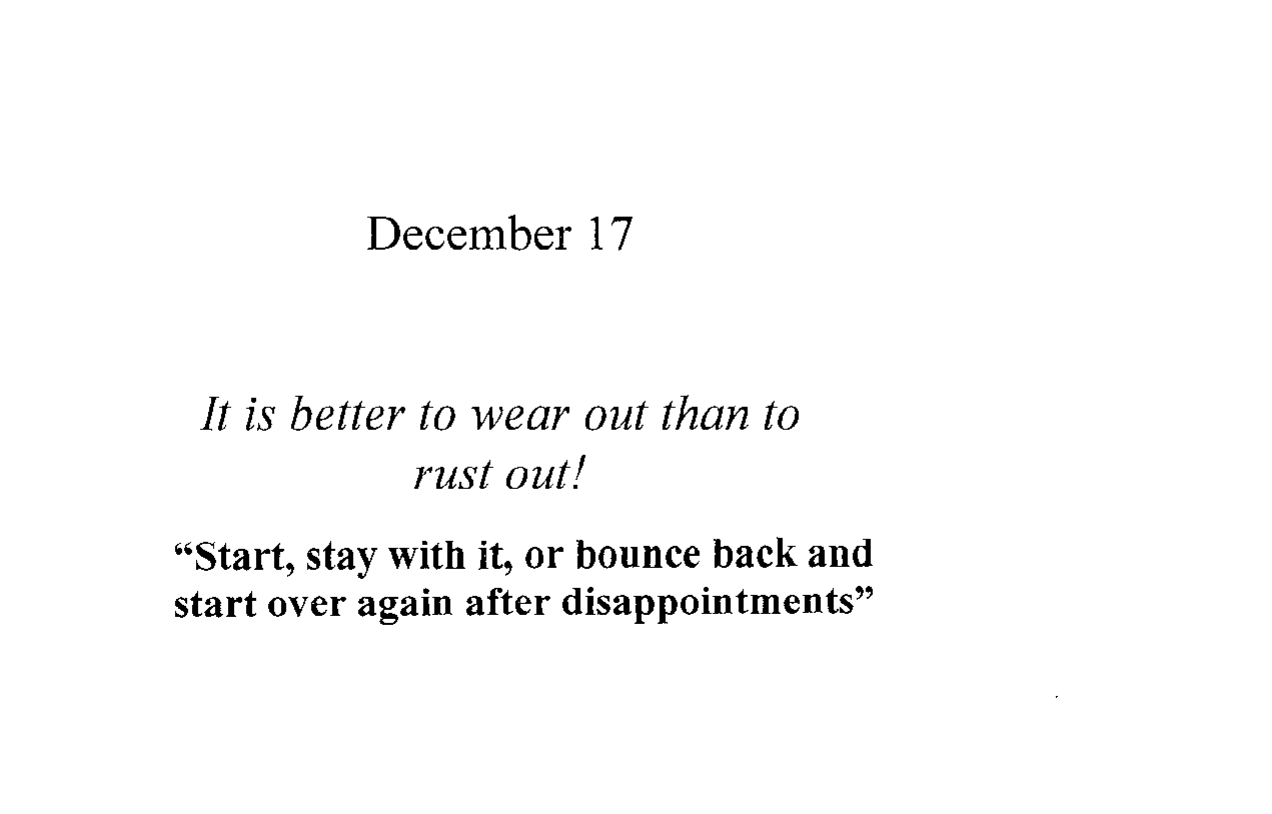 December 17
It is better to wear out than to
rust out!
“Start, stay with it, or bounce back and
start over again after disappointments”